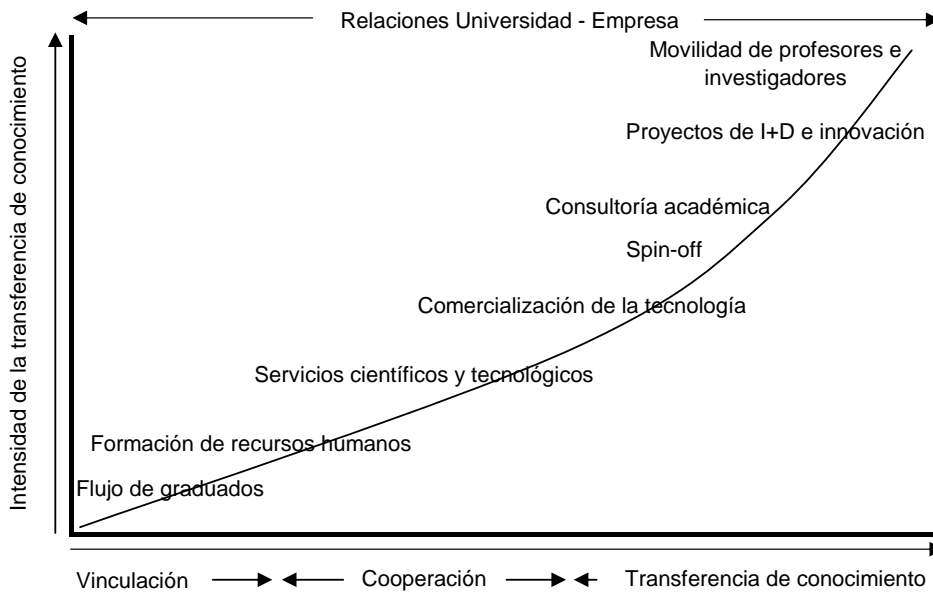 Relaciones Universidad - Empresa
Intensidad de la transferencia de conocimiento
Movilidad de profesores e
investigadores
Proyectos de I+D e innovación
Consultoría académica
Spin-off
Comercialización de la tecnología
Servicios científicos y tecnológicos
Formación de recursos humanos
Flujo de graduados
Vinculación Cooperación Transferencia de conocimiento